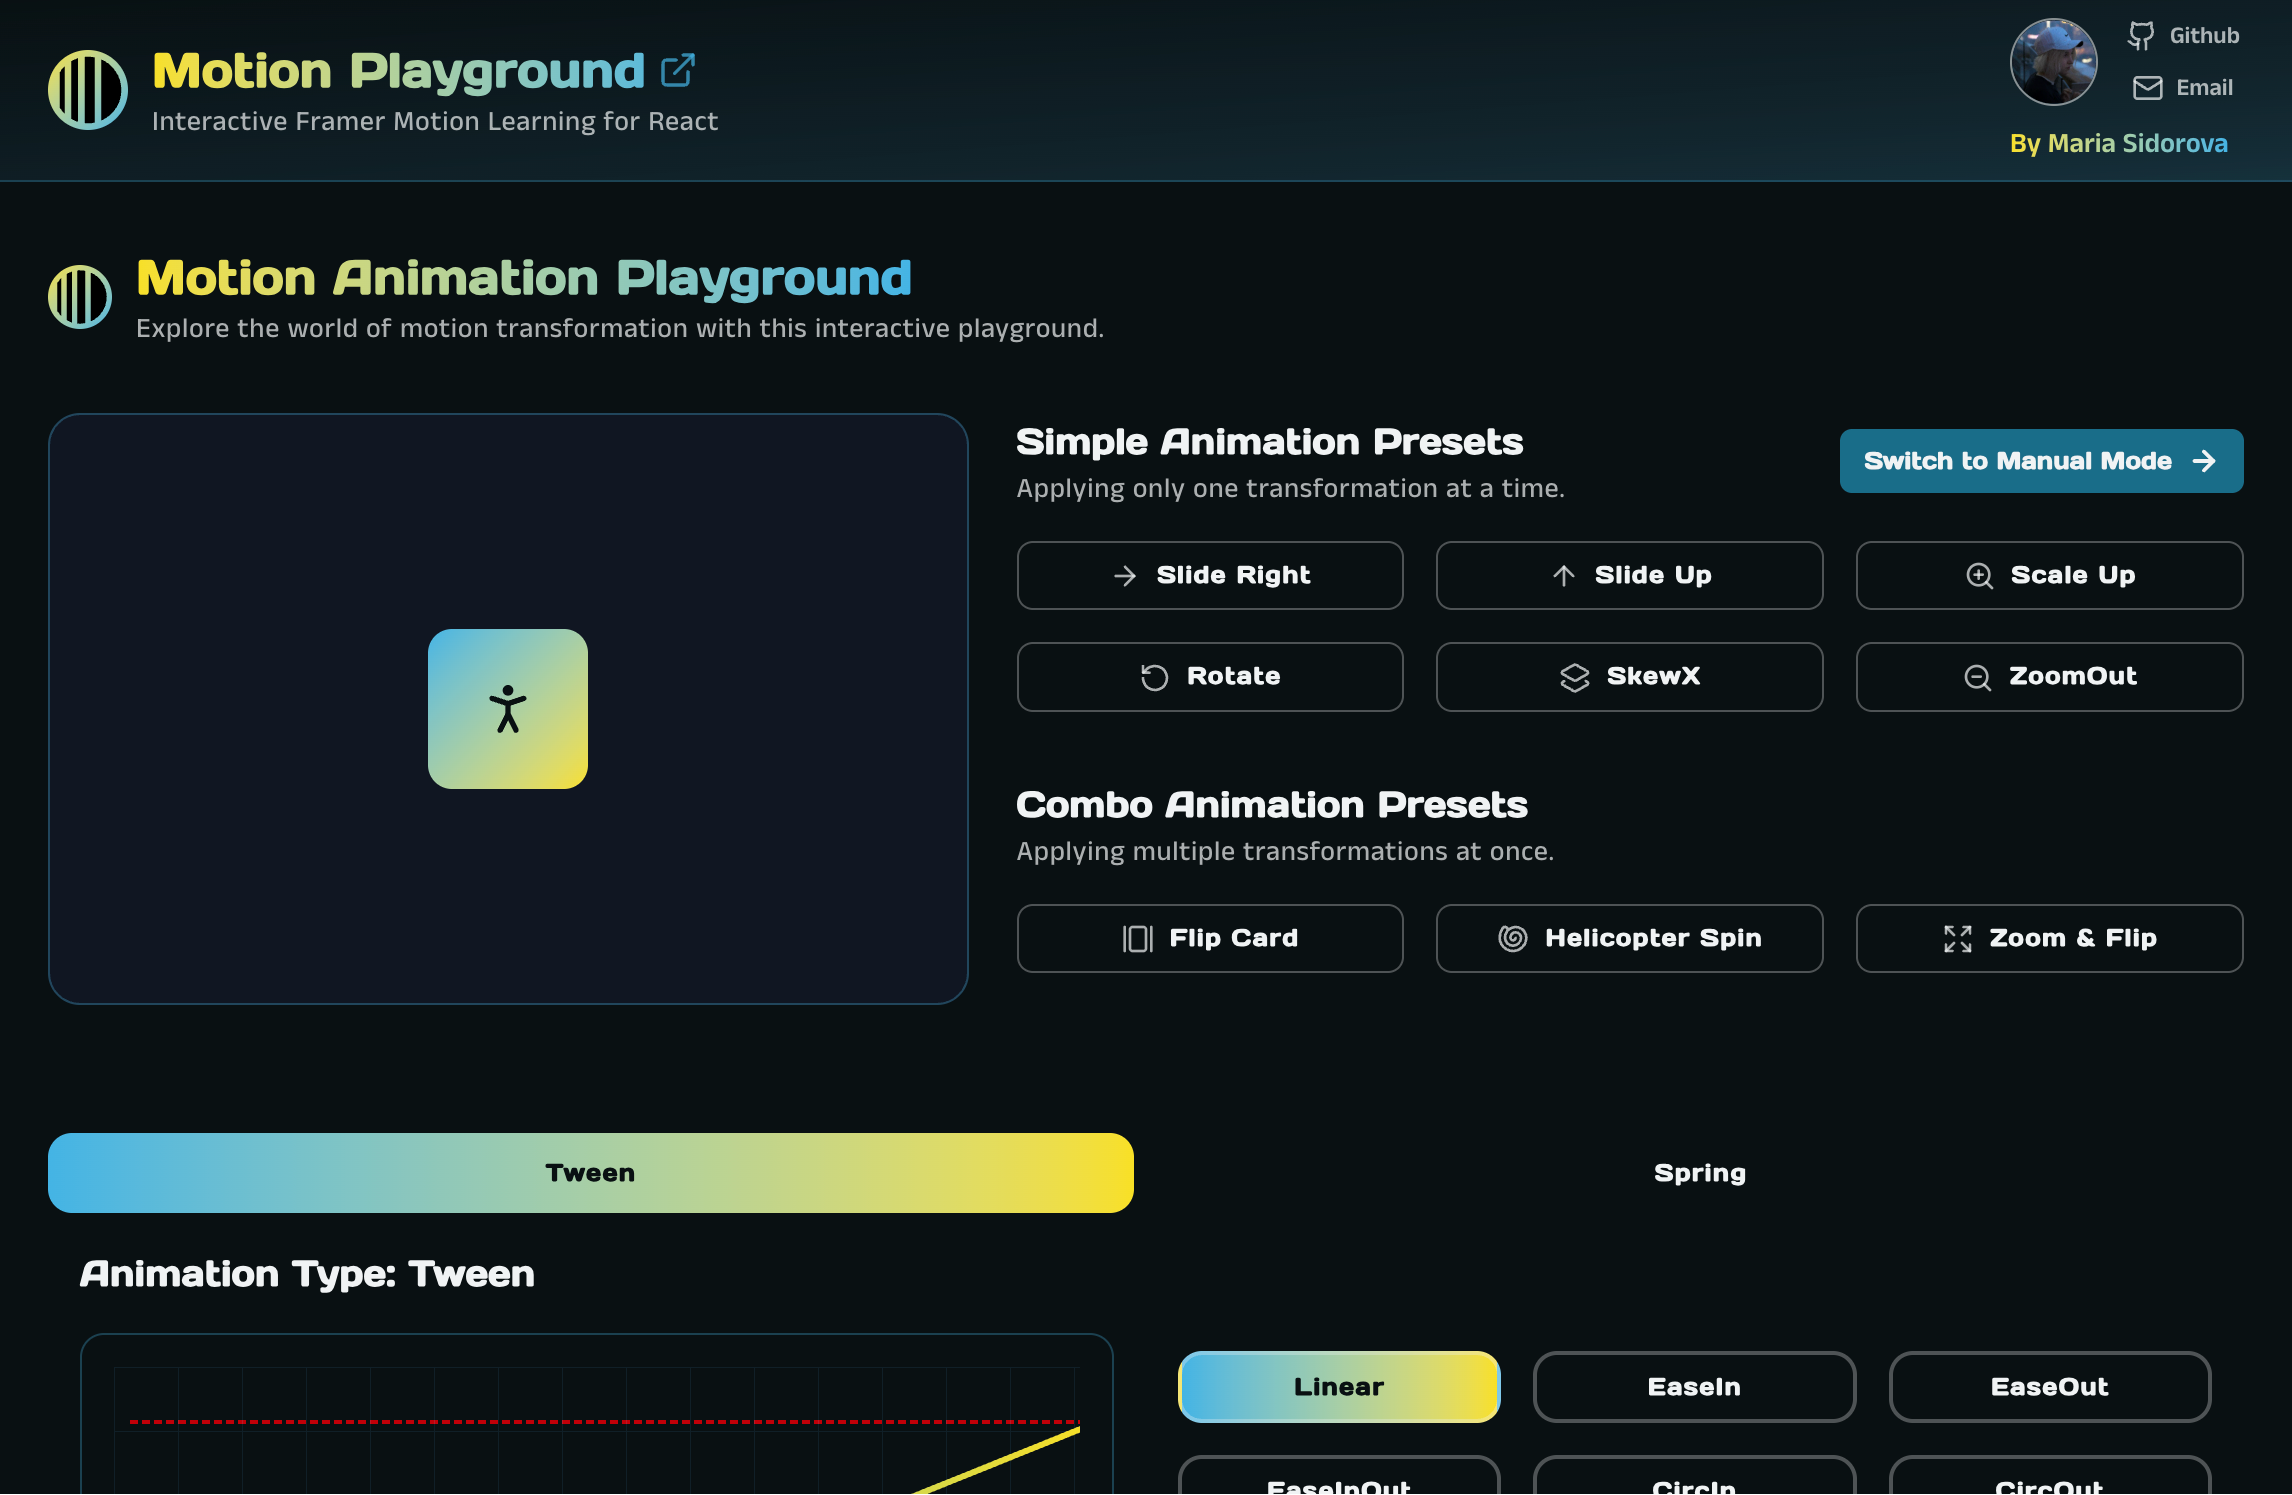 Motion Playground
Interactive Framer Motion Learning for React
Github
Email
By Maria Sidorova
Motion Animation Playground
Explore the world of motion transformation with this interactive playground.
Simple Animation Presets
Applying only one transformation at a time.
Switch to Manual Mode
Slide Right
Slide Up
Scale Up
Rotate
SkewX
ZoomOut
Combo Animation Presets
Applying multiple transformations at once.
Flip Card
Helicopter Spin
Zoom & Flip
Tween
Spring
Animation Type: Tween
Linear
EaseIn
EaseOut
EaseInOut
CircIn
CircOut